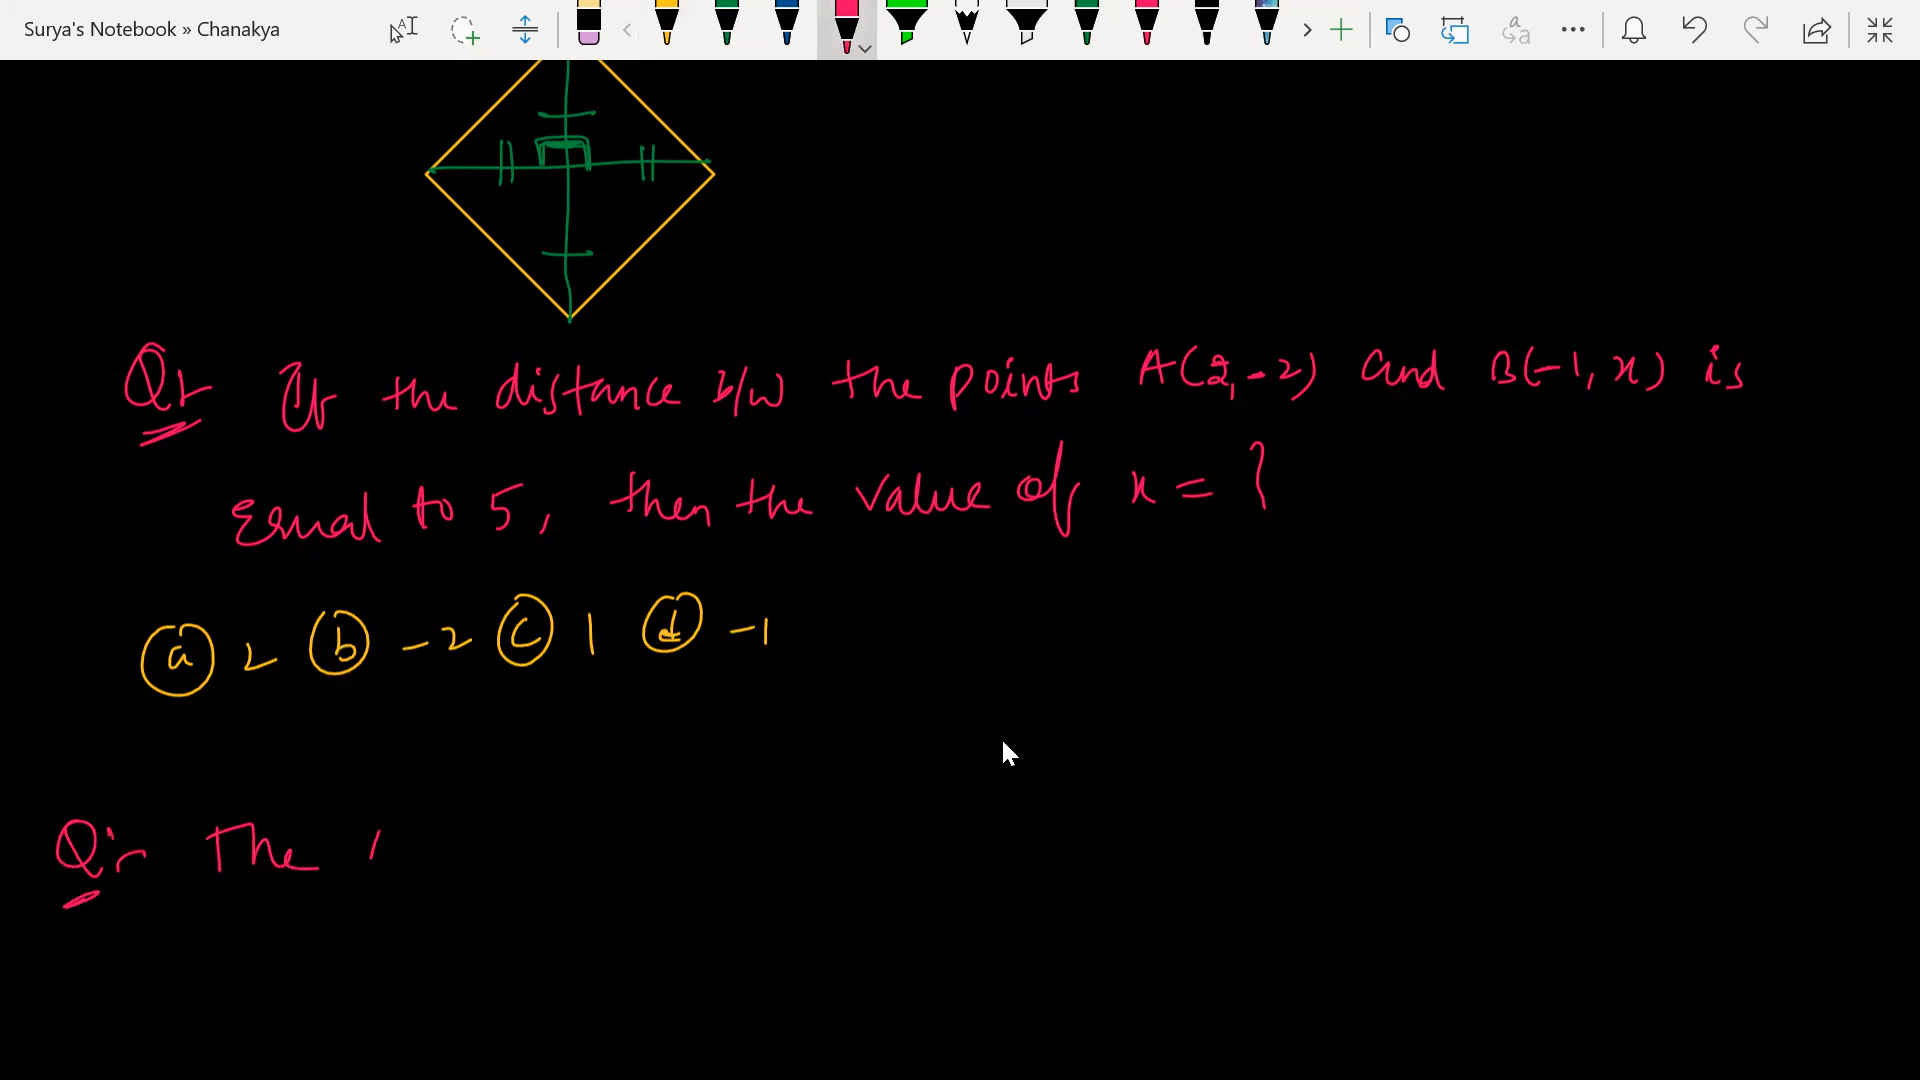 Surya's Notebook » Chanakya
Q:- If the distance b/w the points A(2,-2) and B(-1, x) is
equal to 5, then the value of x = ?
(a) 2 (b) -2 (c) 1 (d) -1
Q:- The